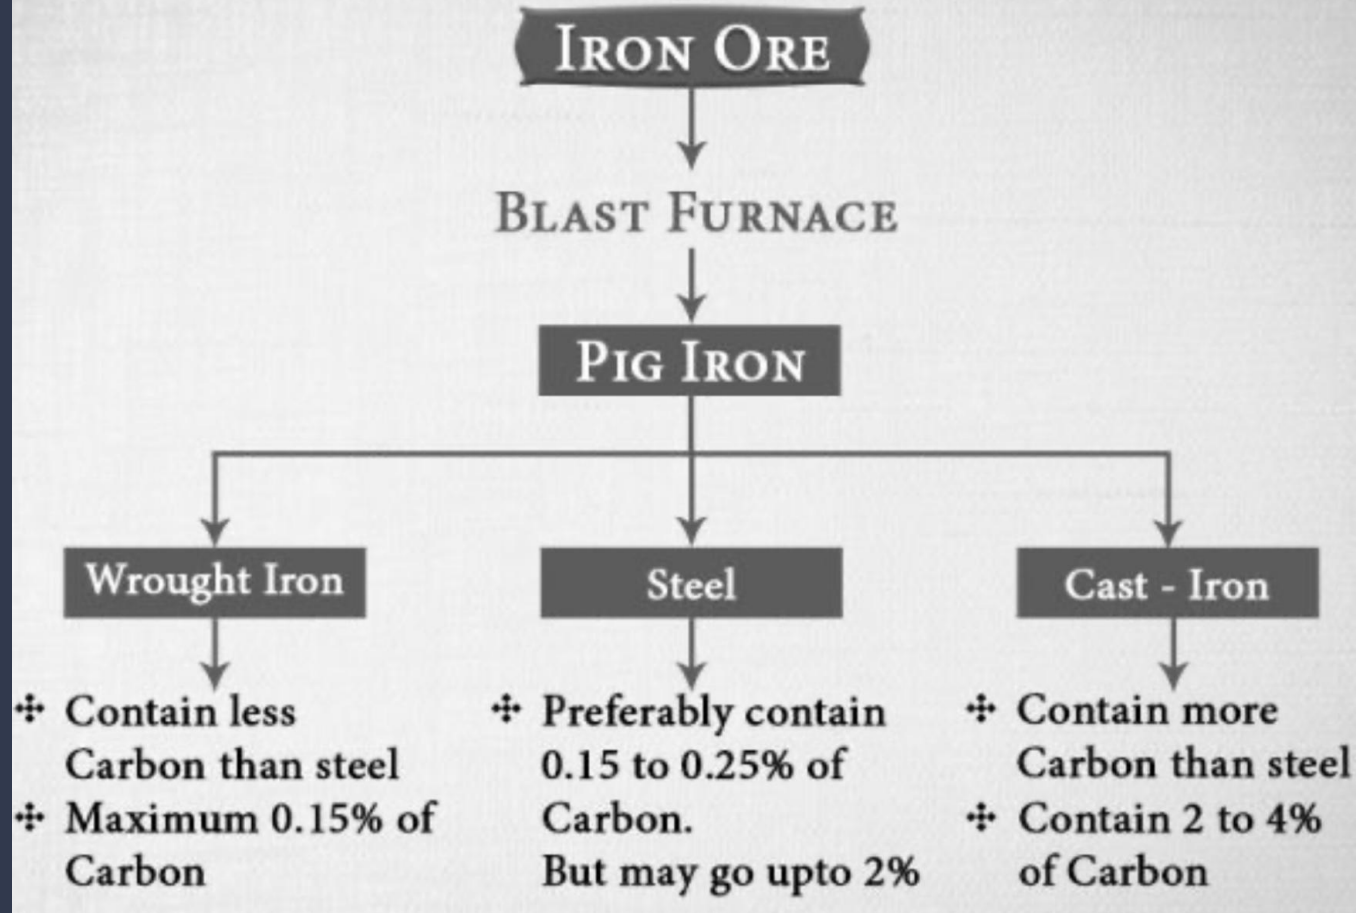 IRON ORE
BLAST FURNACE
PIG IRON
Wrought Iron
Contain less
Carbon than steel
Maximum 0.15% of
Carbon
Steel
Preferably contain
0.15 to 0.25% of
Carbon.
But may go upto 2%
Cast - Iron
Contain more
Carbon than steel
Contain 2 to 4%
of Carbon